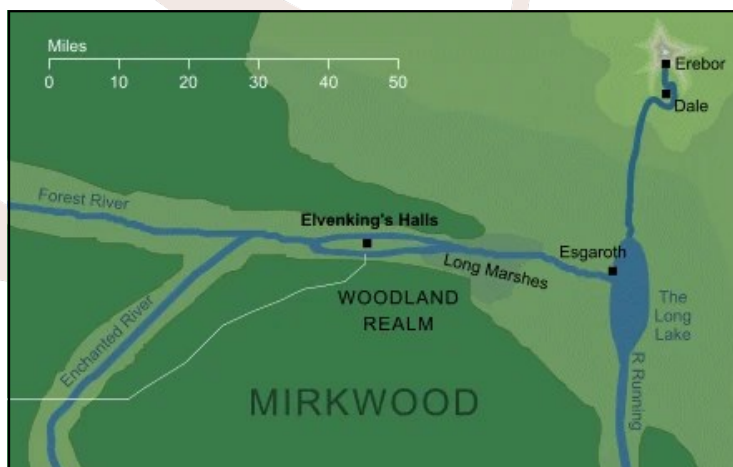 Miles
0 10 20 30 40 50
Erebor
Dale
Forest River
Elvenking's Halls
Esgaroth
Long Marshes
WOODLAND
REALM
The
Long
Lake
Enchanted River
R Running
MIRKWOOD